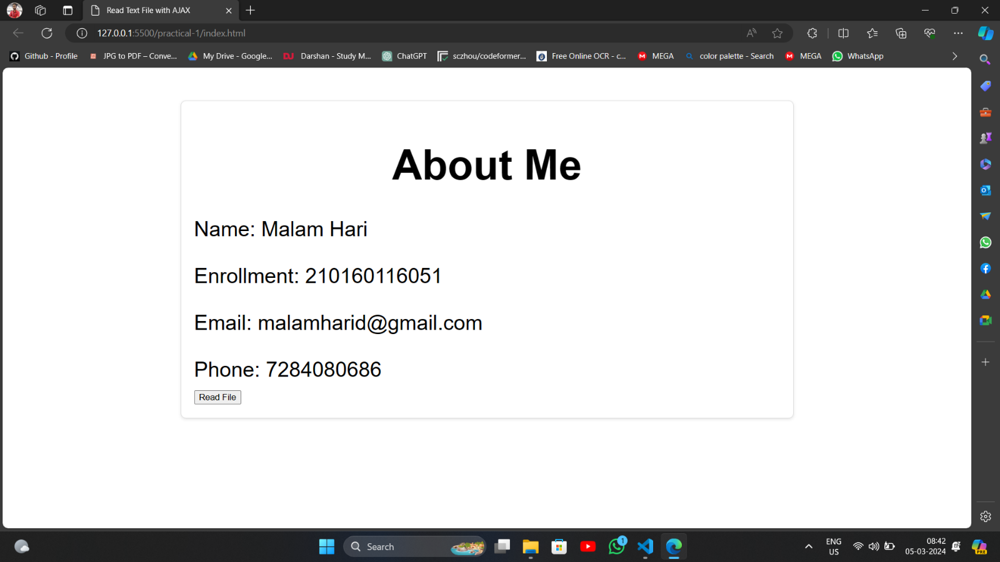 Read Text File with AJAX
127.0.0.1:5500/practical-1/index.html
Github - Profile
JPG to PDF – Conve...
My Drive - Google...
DU
Darshan - Study M...
ChatGPT
sczhou/codeformer...
Free Online OCR - c...
M
MEGA
color palette - Search
M
MEGA
WhatsApp
About Me
Name: Malam Hari
Enrollment: 210160116051
Email: malamharid@gmail.com
Phone: 7284080686
Read File
Search
1
ENG
US
08:42
05-03-2024
PRE